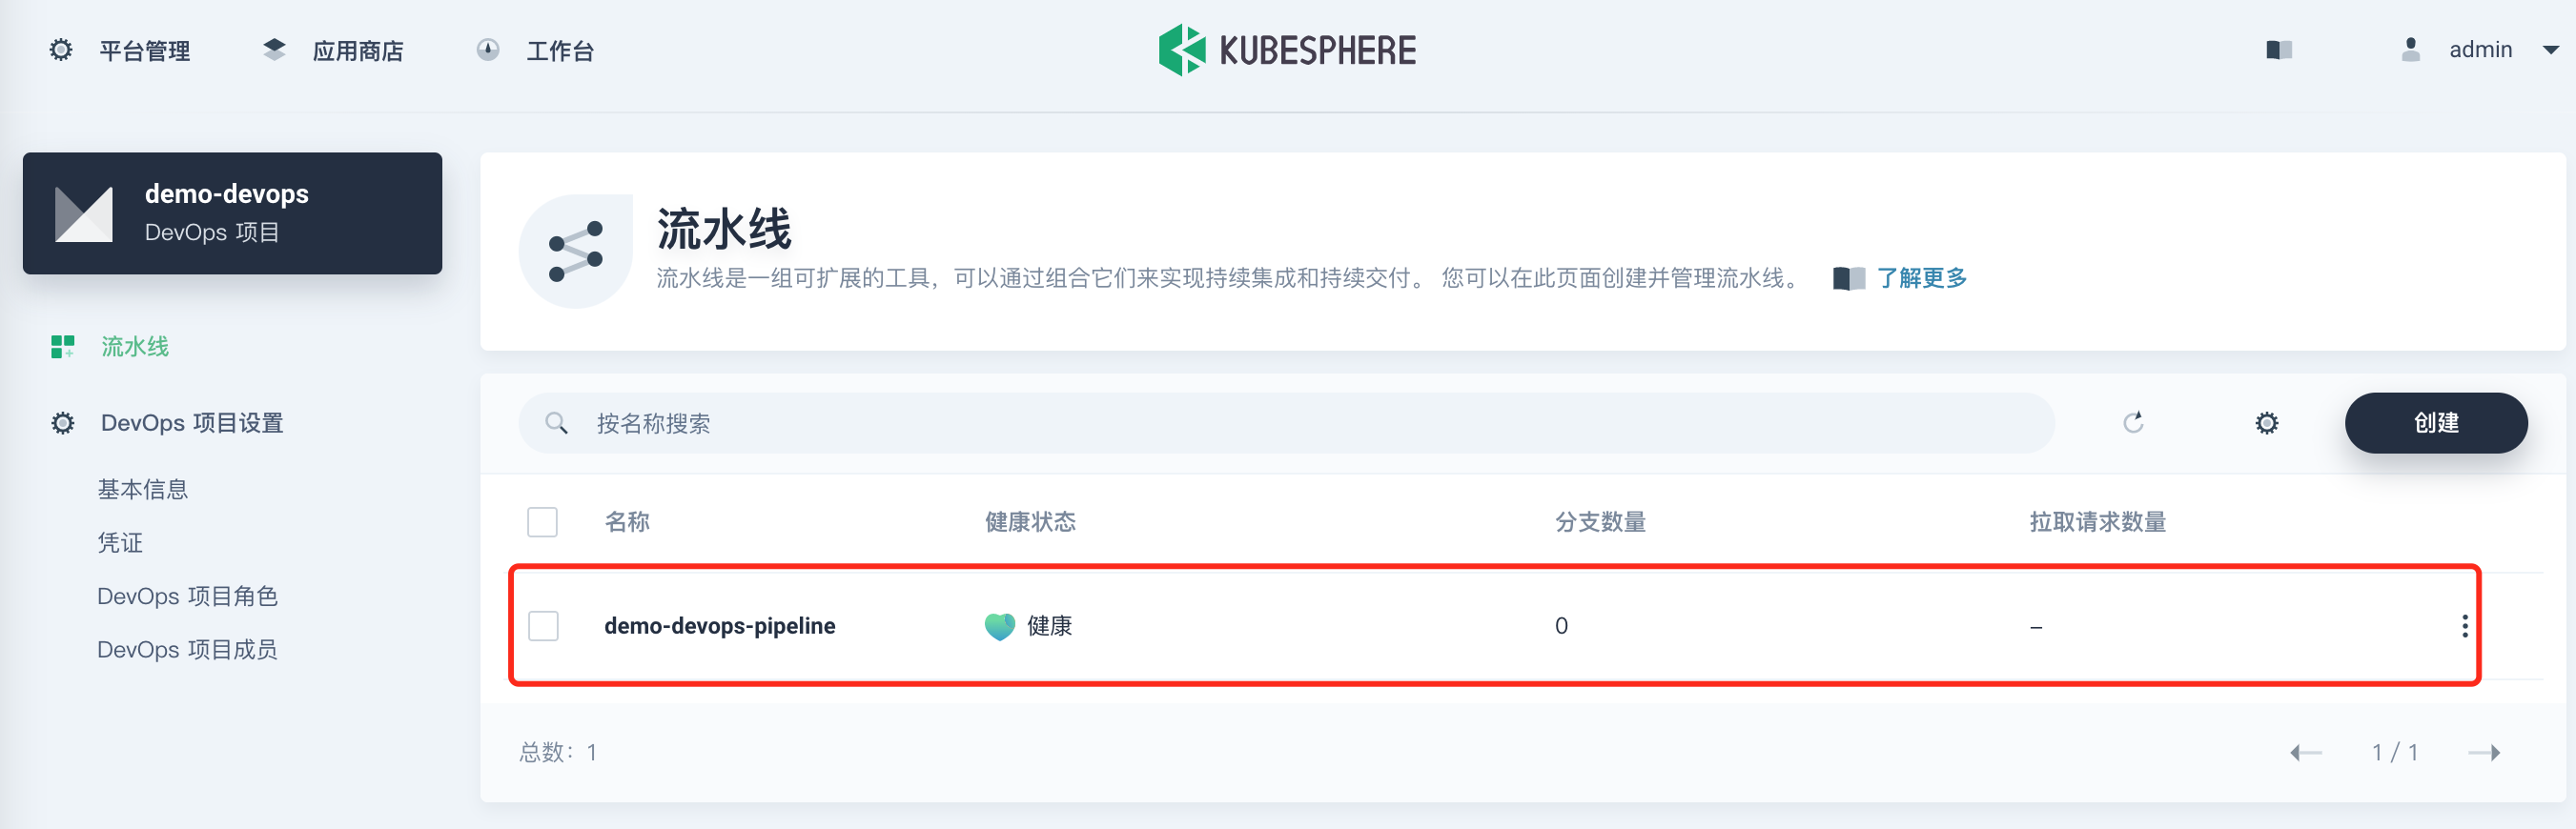 平台管理 应用商店 工作台 KUBESPHERE admin
demo-devops
DevOps 项目
流水线
DevOps 项目设置
基本信息
凭证
DevOps 项目角色
DevOps 项目成员
流水线
流水线是一组可扩展的工具，可以通过组合它们来实现持续集成和持续交付。 您可以在此页面创建并管理流水线。 了解更多
按名称搜索 创建
名称 健康状态 分支数量 拉取请求数量
demo-devops-pipeline 健康 0 –
总数：1 1 / 1